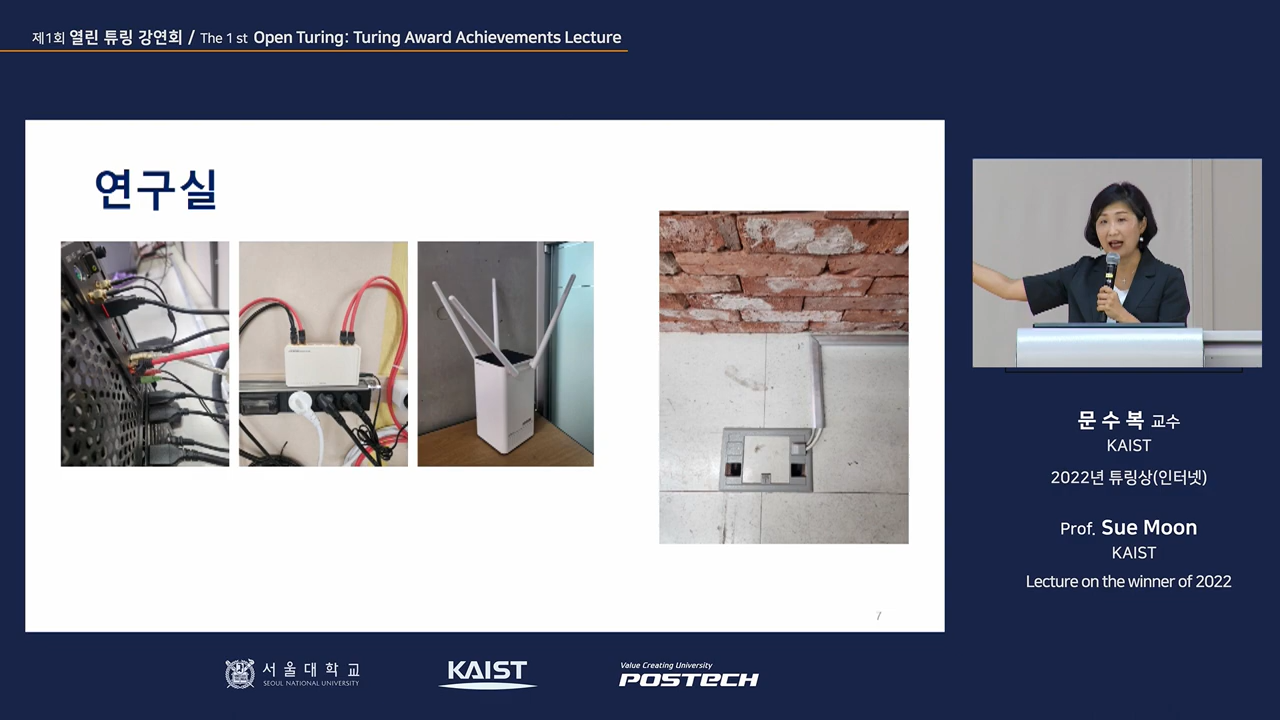 제1회 열린 튜링 강연회 / The 1 st Open Turing: Turing Award Achievements Lecture
연구실
7
문 수 복 교수
KAIST
2022년 튜링상(인터넷)
Prof. Sue Moon
KAIST
Lecture on the winner of 2022
서울대학교
SEOUL NATIONAL UNIVERSITY
KAIST
Value Creating University
POSTECH